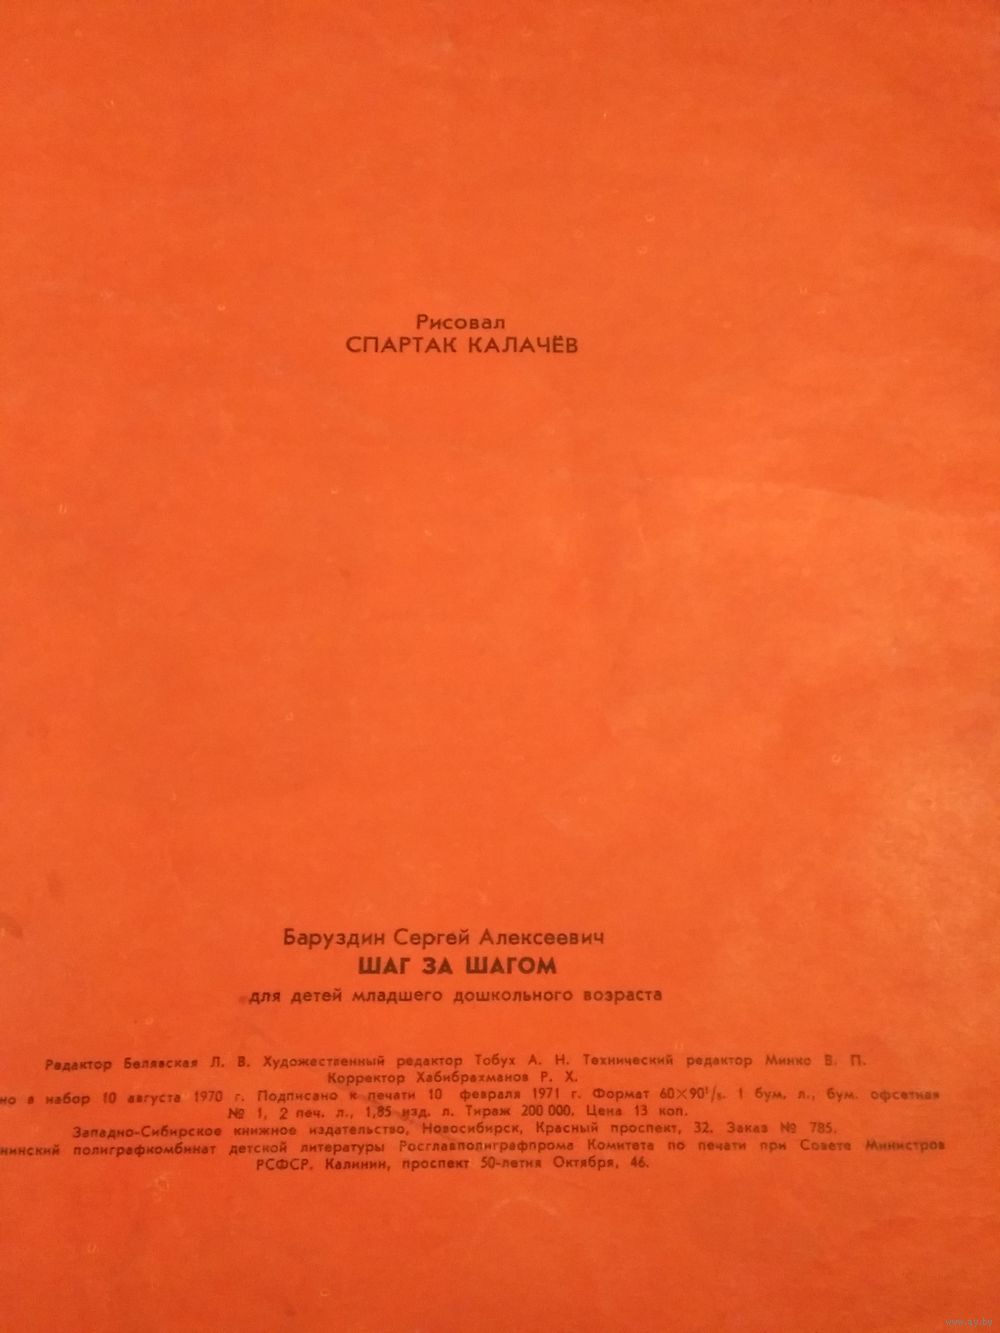 Рисовал
СПАРТАК КАЛАЧЁВ
Баруздин Сергей Алексеевич
ШАГ ЗА ШАГОМ
для детей младшего дошкольного возраста
Редактор Белявская Л. В. Художественный редактор Тобух А. Н. Технический редактор Минко В. П.
Корректор Хабибрахманов Р. Х.
но в набор 10 августа 1970 г. Подписано к печати 10 февраля 1971 г. Формат 60×90¹/₈. 1 бум. л., бум. офсетная
№ 1, 2 печ. л., 1,85 изд. л. Тираж 200 000. Цена 13 коп.
Западно-Сибирское книжное издательство, Новосибирск, Красный проспект, 32. Заказ № 785.
нинский полиграфкомбинат детской литературы Росглавполиграфпрома Комитета по печати при Совете Министров
РСФСР. Калинин, проспект 50-летия Октября, 46.
www.ay.by